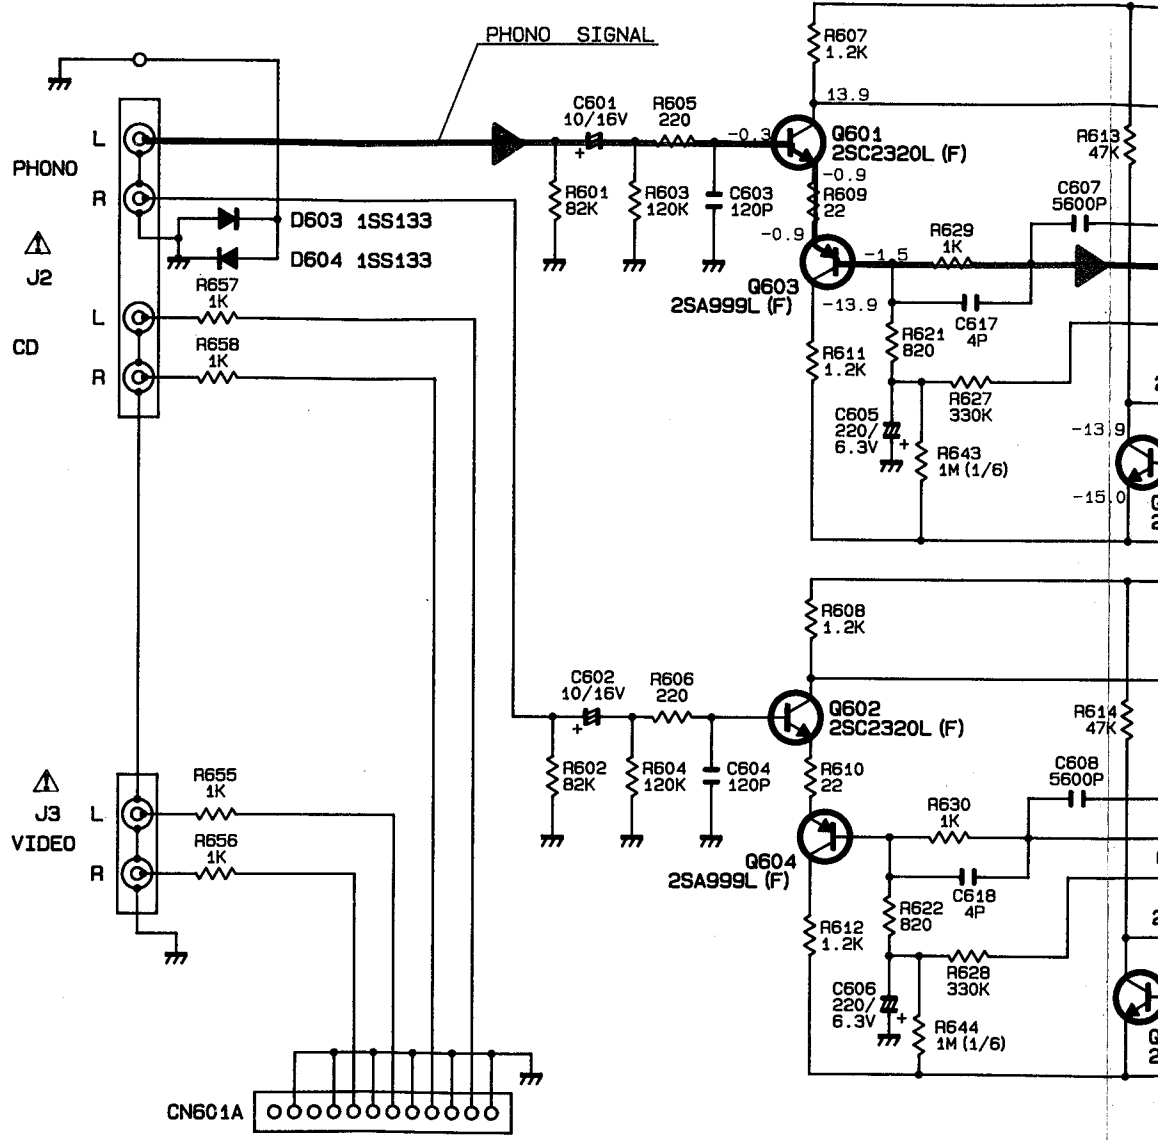 PHONO SIGNAL
R607
1.2K
13.9
C601
10/16V
R605
220
-0.3
Q601
2SC2320L (F)
R613
47K
L
PHONO
R
R601
82K
R603
120K
C603
120P
-0.9
R609
22
C607
5600P
D603 1SS133
D604 1SS133
J2
-0.9
R629
1K
-1.5
Q603
2SA999L (F)
-13.9
C617
4P
R657
1K
L
CD
R658
1K
R
R611
1.2K
R621
820
R627
330K
C605
220/
6.3V
+
+
R643
1M (1/6)
-13.9
-15.0
R608
1.2K
C602
10/16V
R606
220
+
Q602
2SC2320L (F)
R614
47K
R602
82K
R604
120K
C604
120P
R610
22
C608
5600P
R630
1K
Q604
2SA999L (F)
C618
4P
J3
VIDEO
L
R
R655
1K
R656
1K
R612
1.2K
R622
820
R628
330K
C606
220/
6.3V
+
R644
1M (1/6)
CN601A